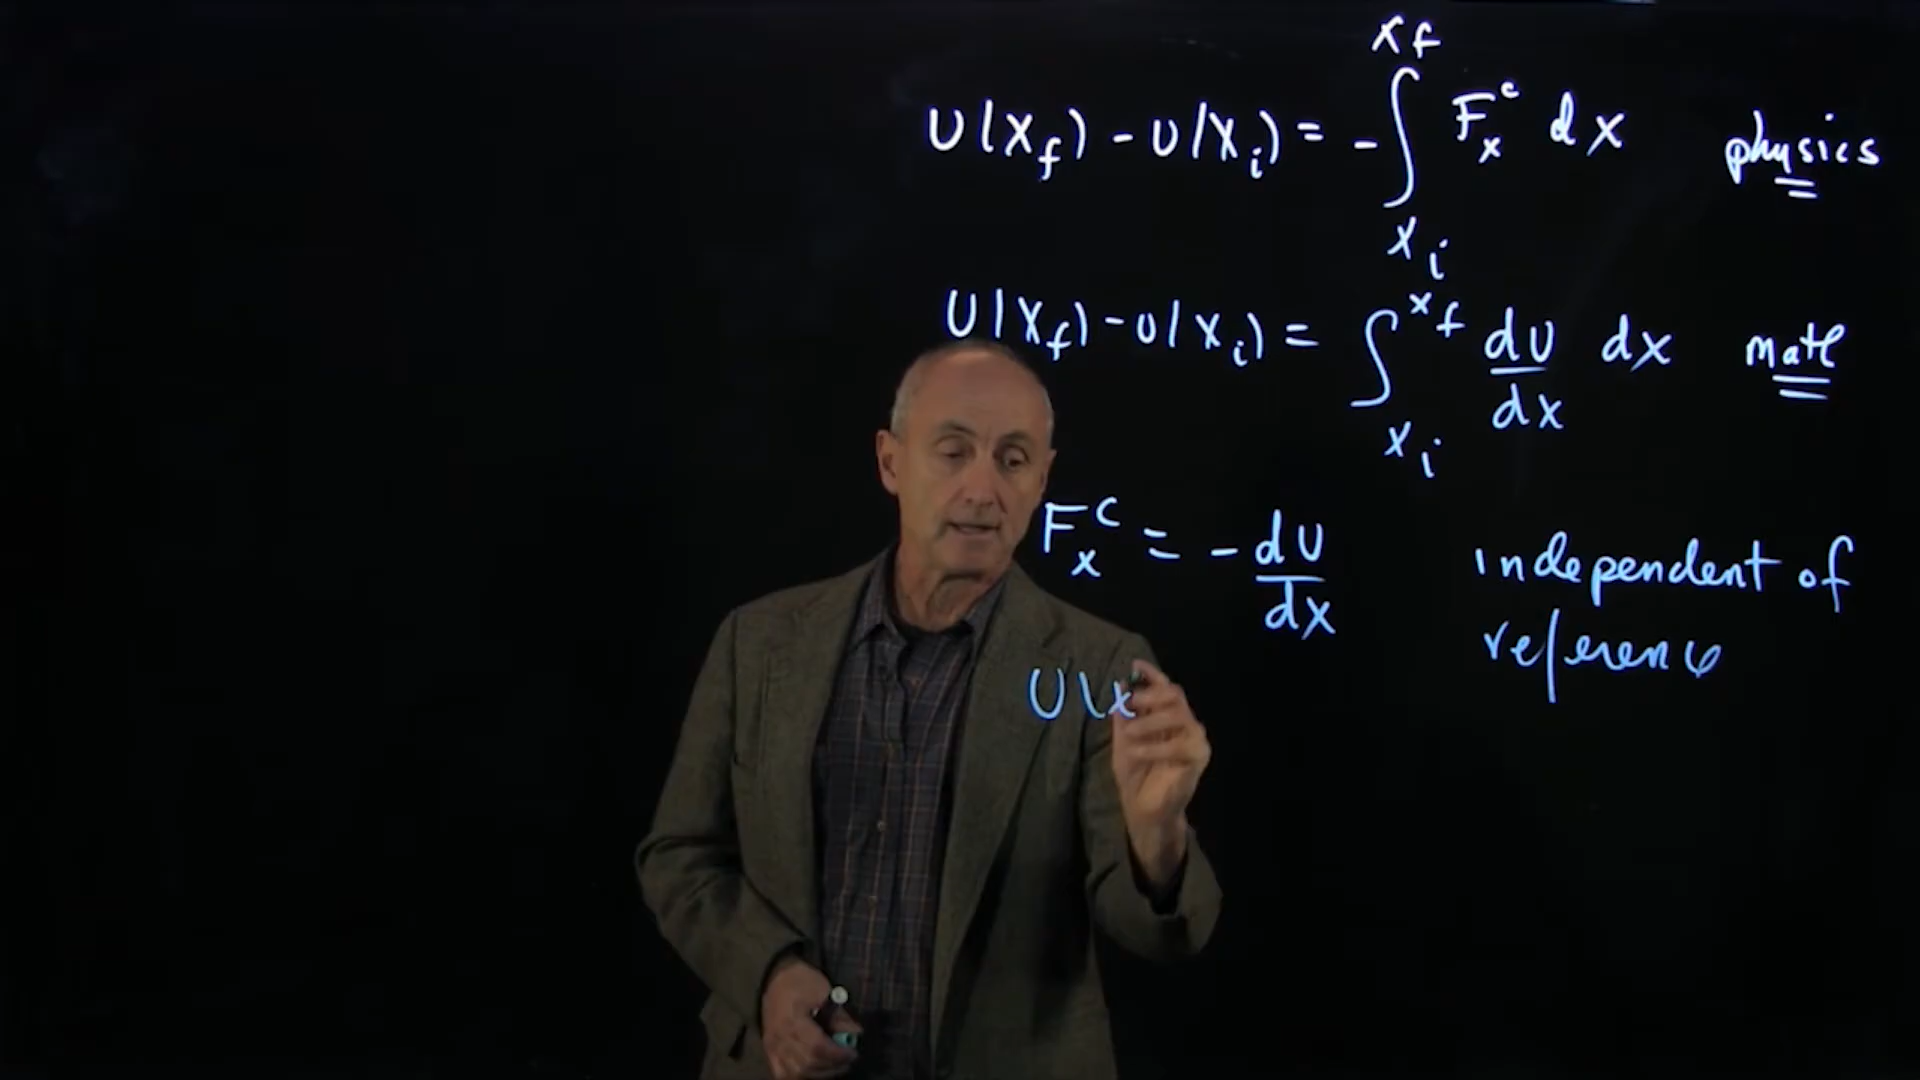 U(x_f) - U(x_i) = - ∫_{x_i}^{x_f} F_x^c dx physics
U(x_f) - U(x_i) = ∫_{x_i}^{x_f} dU/dx dx math
F_x^c = - dU/dx independent of
reference
U(x